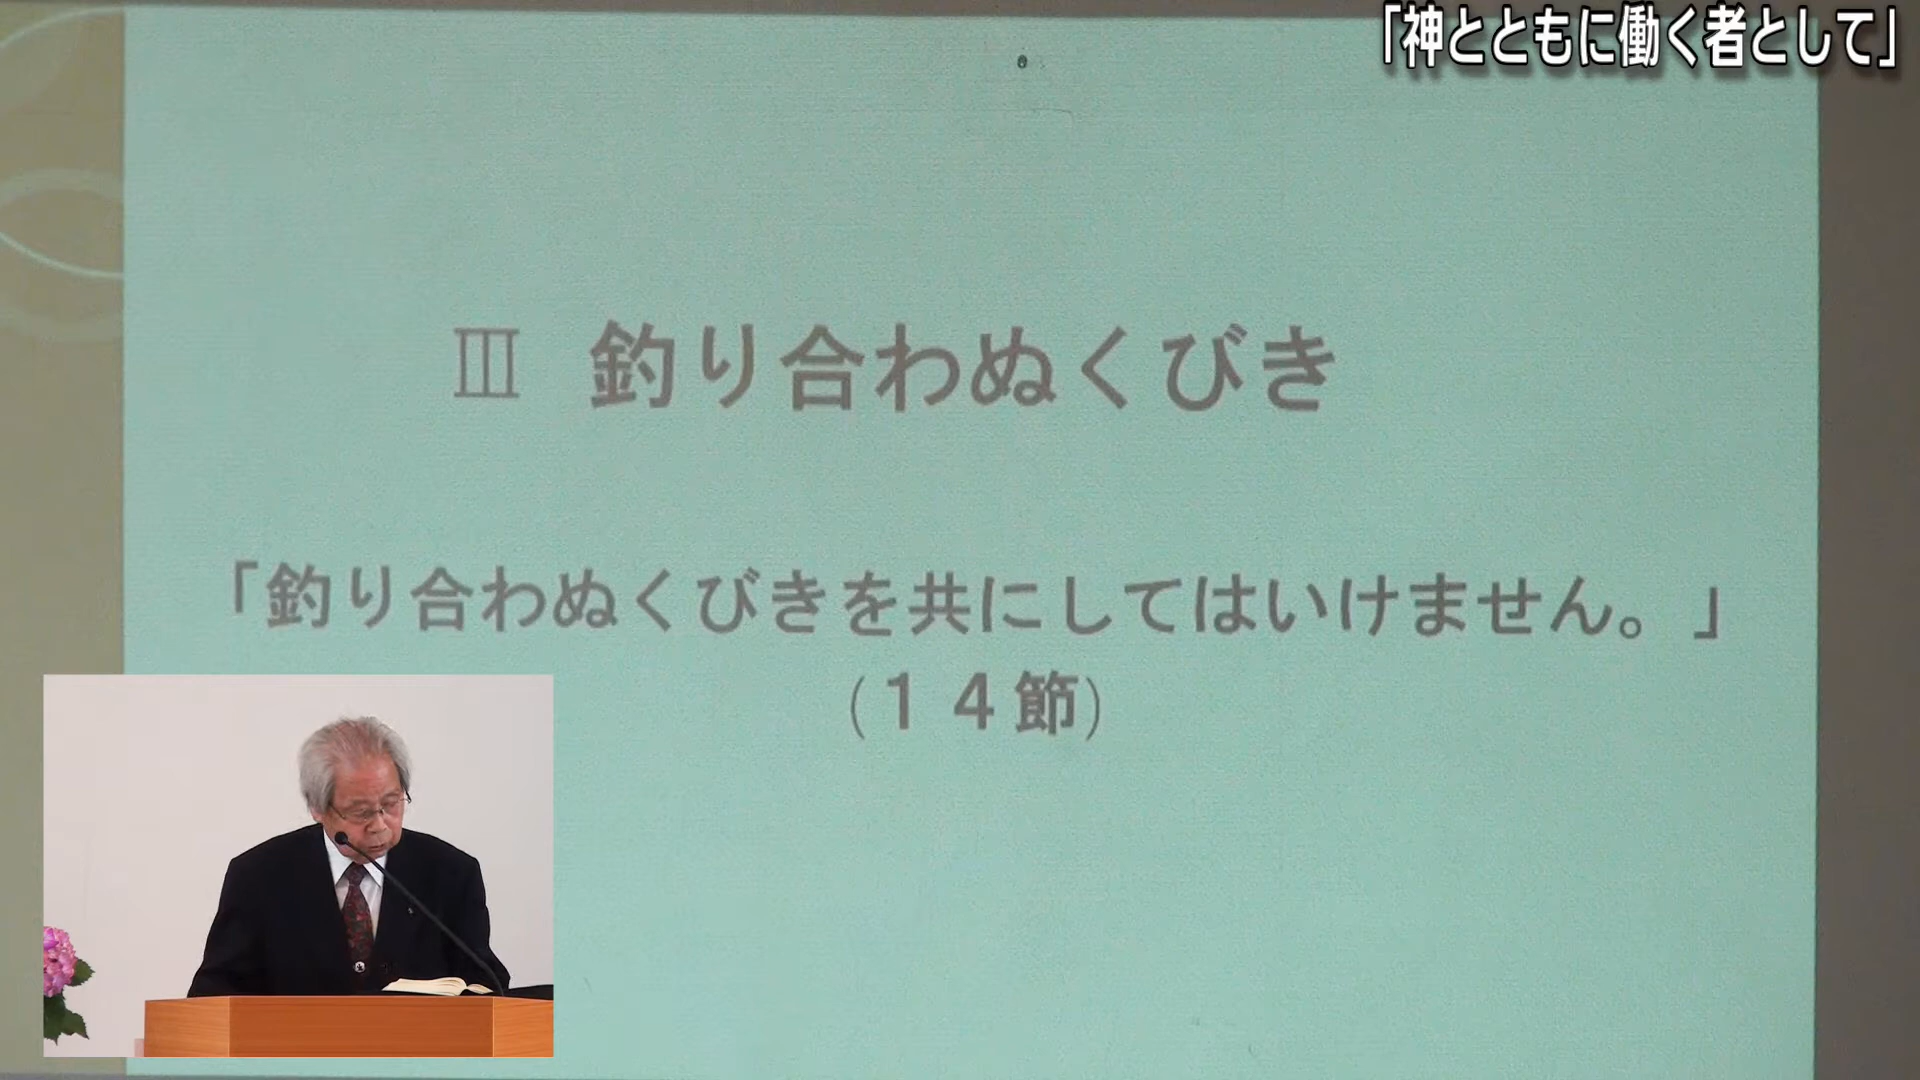 「神とともに働く者として」
Ⅲ 釣り合わぬくびき
「釣り合わぬくびきを共にしてはいけません。」
(１４節)